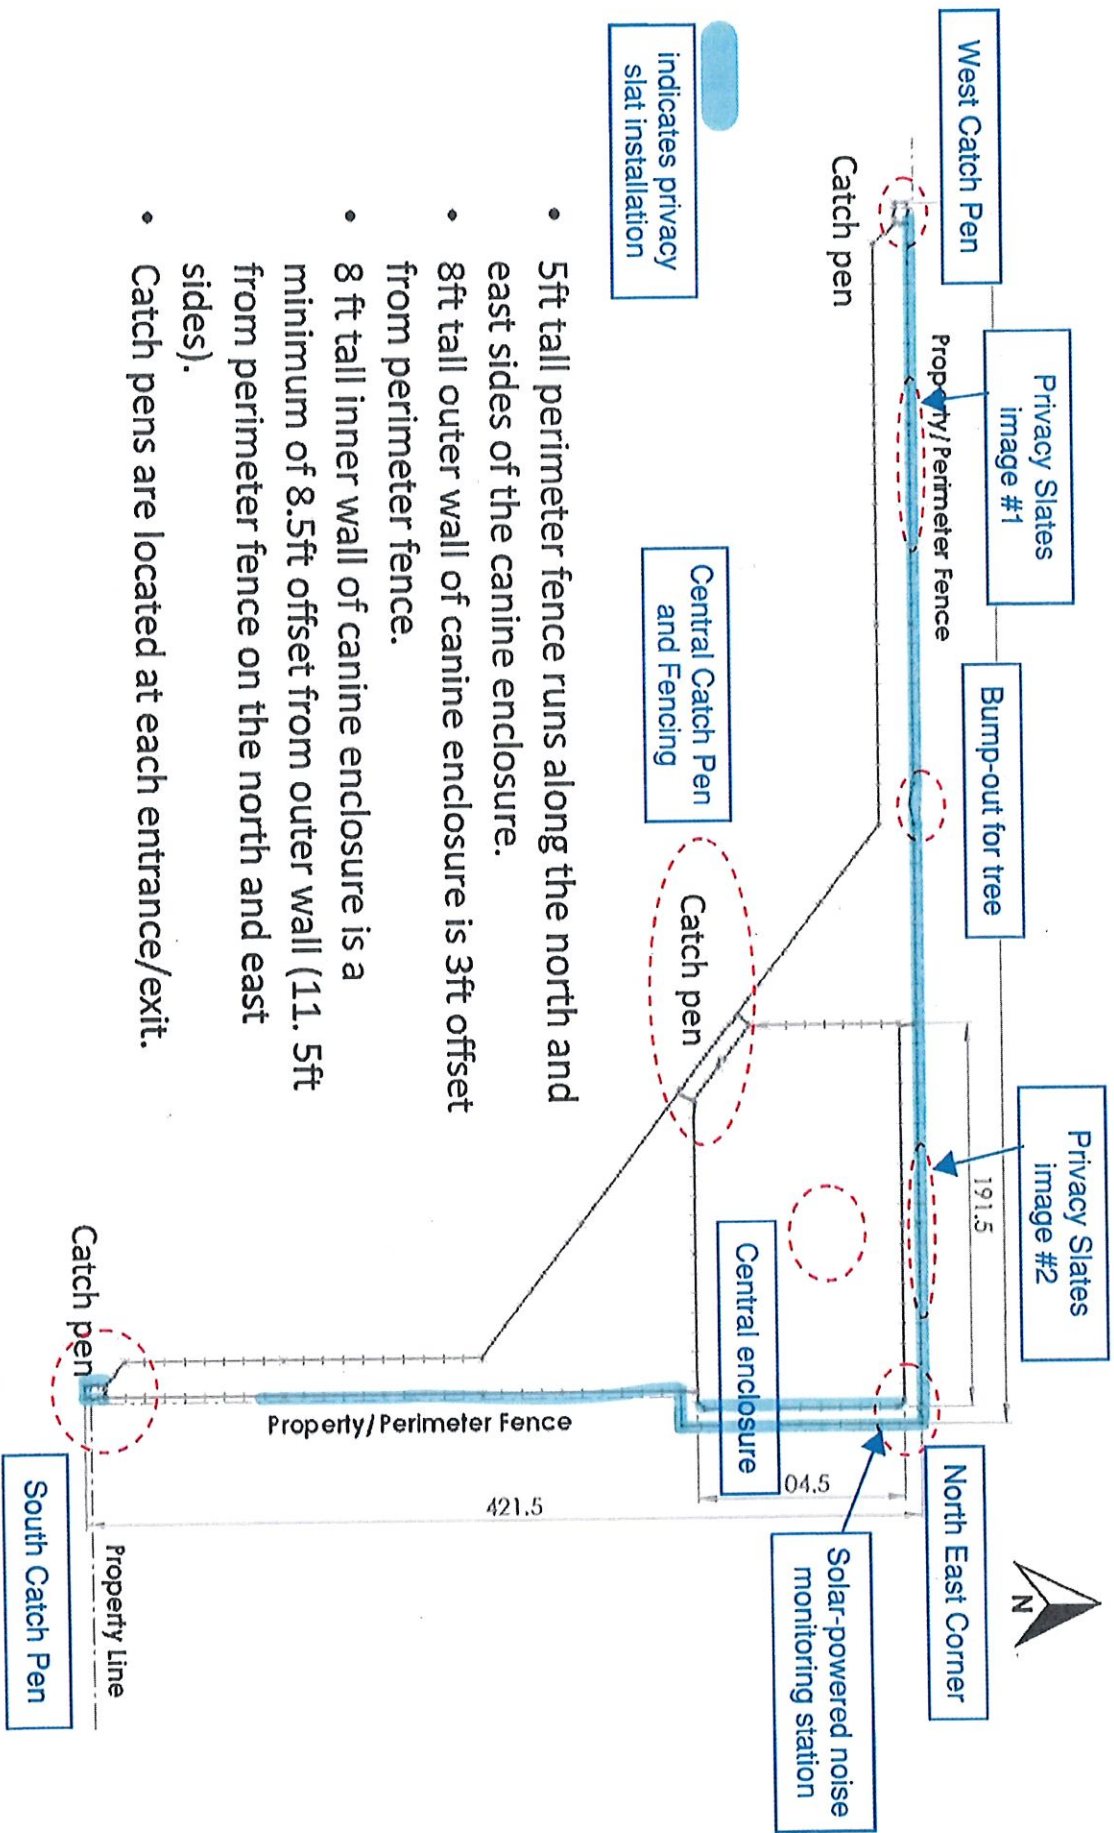 West Catch Pen
Privacy Slates
image #1
Bump-out for tree
Privacy Slates
image #2
North East Corner
N
Property/Perimeter Fence
191.5
Catch pen
indicates privacy
slat installation
Central Catch Pen
and Fencing
Catch pen
Central enclosure
04.5
Solar-powered noise
monitoring station
421.5
Property/Perimeter Fence
• 5ft tall perimeter fence runs along the north and
east sides of the canine enclosure.
• 8ft tall outer wall of canine enclosure is 3ft offset
from perimeter fence.
• 8 ft tall inner wall of canine enclosure is a
minimum of 8.5ft offset from outer wall (11. 5ft
from perimeter fence on the north and east
sides).
• Catch pens are located at each entrance/exit.
Catch pen
Property Line
South Catch Pen